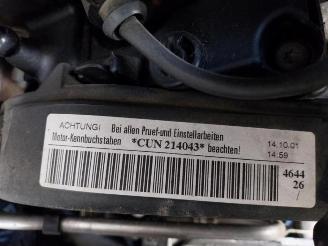 ACHTUNG! Bei allen Pruef-und Einstellarbeiten
Motor-Kennbuchstaben *CUN 214043* beachten!
14.10.01
14:59
4644
26/